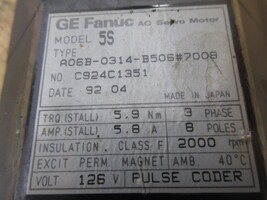 GE Fanuc AC Servo Motor
MODEL 5S
TYPE
A06B-0314-B506#7008
NO C924C1351
DATE 92.04
MADE IN JAPAN
TRQ (STALL) 5.9 Nm 3 PHASE
AMP. (STALL) 5.8 A 8 POLES
INSULATION CLASS F 2000 rpm
EXCIT PERM MAGNET AMB. 40°C
VOLT 126 V PULSE CODER